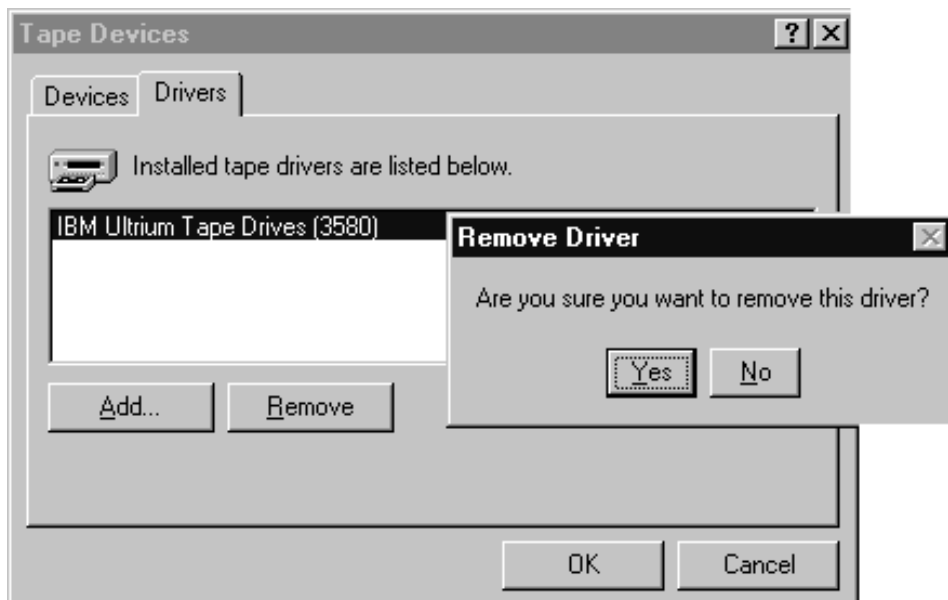 Tape Devices
Devices
Drivers
Installed tape drivers are listed below.
IBM Ultrium Tape Drives (3580)
Add...
Remove
Remove Driver
Are you sure you want to remove this driver?
Yes
No
OK
Cancel